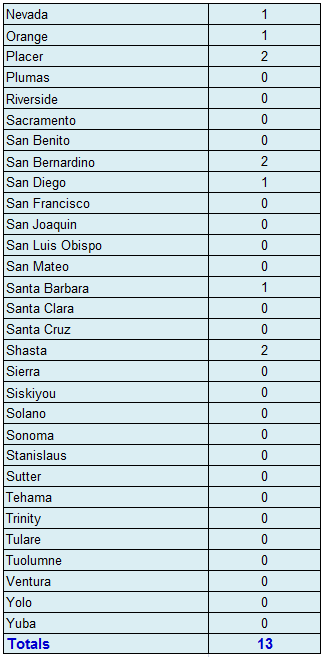 Nevada 1
Orange 1
Placer 2
Plumas 0
Riverside 0
Sacramento 0
San Benito 0
San Bernardino 2
San Diego 1
San Francisco 0
San Joaquin 0
San Luis Obispo 0
San Mateo 0
Santa Barbara 1
Santa Clara 0
Santa Cruz 0
Shasta 2
Sierra 0
Siskiyou 0
Solano 0
Sonoma 0
Stanislaus 0
Sutter 0
Tehama 0
Trinity 0
Tulare 0
Tuolumne 0
Ventura 0
Yolo 0
Yuba 0
Totals 13